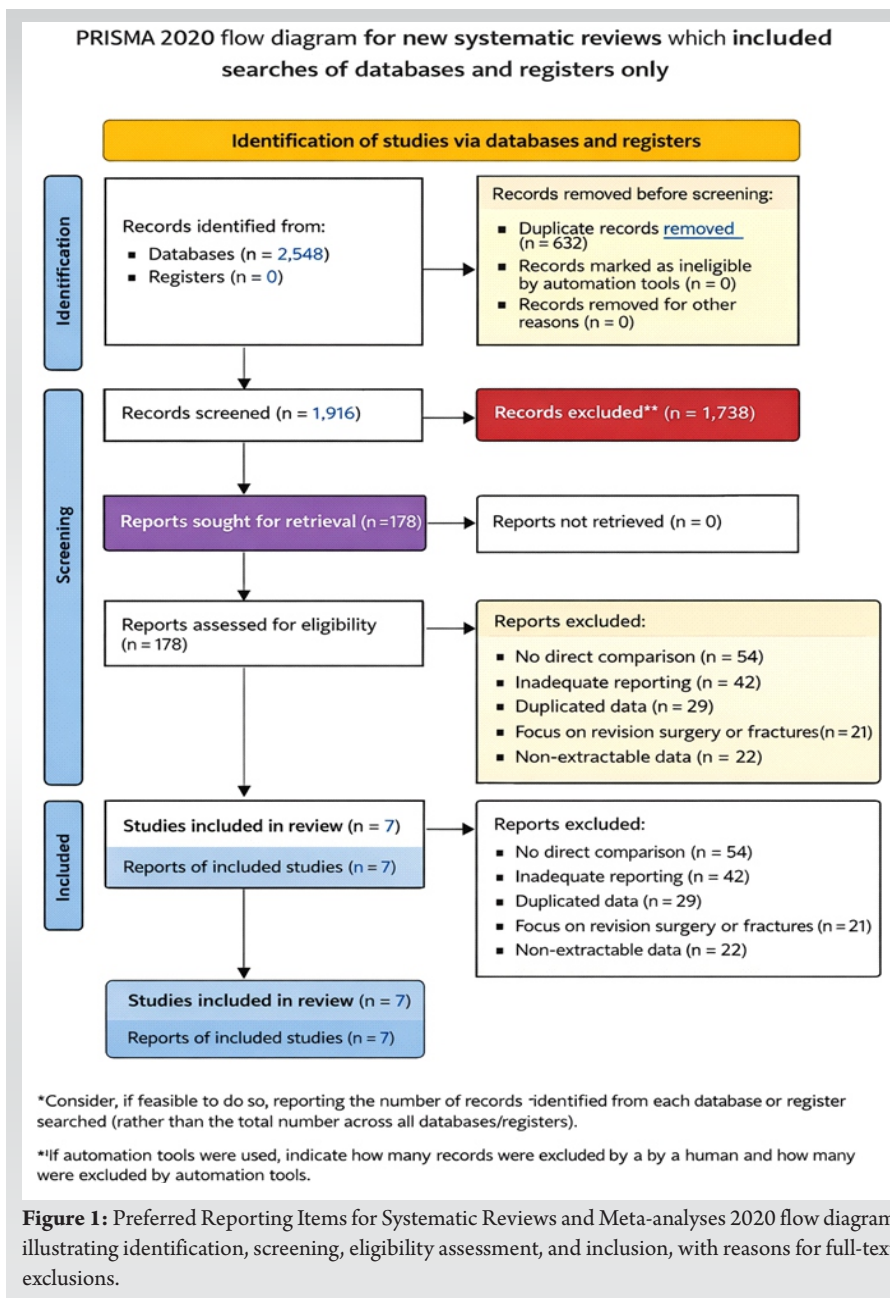 PRISMA 2020 flow diagram for new systematic reviews which included
searches of databases and registers only
Identification of studies via databases and registers
Identification
Records identified from:
▪ Databases (n = 2,548)
▪ Registers (n = 0)
Records removed before screening:
▪ Duplicate records removed
(n = 632)
▪ Records marked as ineligible
by automation tools (n = 0)
▪ Records removed for other
reasons (n = 0)
Screening
Records screened (n = 1,916)
Records excluded** (n = 1,738)
Reports sought for retrieval (n =178)
Reports not retrieved (n = 0)
Reports assessed for eligibility
(n = 178)
Reports excluded:
▪ No direct comparison (n = 54)
▪ Inadequate reporting (n = 42)
▪ Duplicated data (n = 29)
▪ Focus on revision surgery or fractures(n = 21)
▪ Non-extractable data (n = 22)
Included
Studies included in review (n = 7)
Reports of included studies (n = 7)
Reports excluded:
▪ No direct comparison (n = 54)
▪ Inadequate reporting (n = 42)
▪ Duplicated data (n = 29)
▪ Focus on revision surgery or fractures (n = 21)
▪ Non-extractable data (n = 22)
Studies included in review (n = 7)
Reports of included studies (n = 7)
*Consider, if feasible to do so, reporting the number of records -identified from each database or register
searched (rather than the total number across all databases/registers).
*'If automation tools were used, indicate how many records were excluded by a by a human and how many
were excluded by automation tools.
Figure 1: Preferred Reporting Items for Systematic Reviews and Meta-analyses 2020 flow diagram
illustrating identification, screening, eligibility assessment, and inclusion, with reasons for full-tex
exclusions.